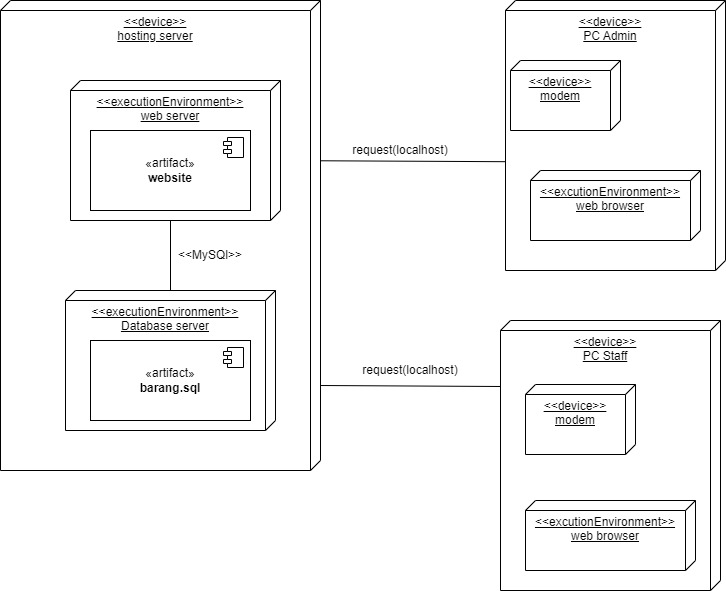 <<device>>
hosting server
<<executionEnvironment>>
web server
«artifact»
website
<<MySQl>>
<<executionEnvironment>>
Database server
«artifact»
barang.sql
request(localhost)
request(localhost)
<<device>>
PC Admin
<<device>>
modem
<<excutionEnvironment>>
web browser
<<device>>
PC Staff
<<device>>
modem
<<excutionEnvironment>>
web browser